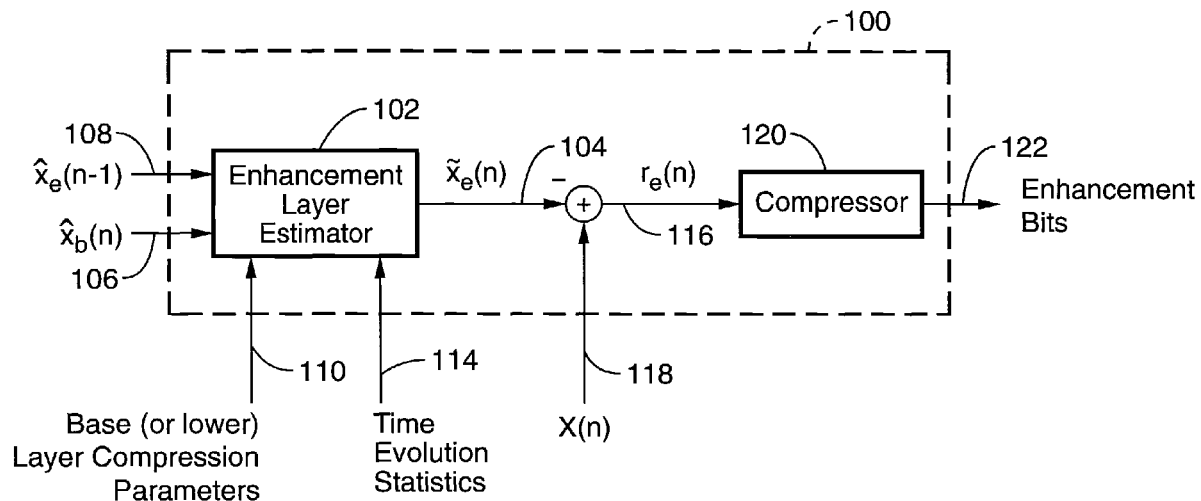 100
102
108
x̂e(n-1)
x̂b(n)
106
Enhancement
Layer
Estimator
x̃e(n)
104
−
+
re(n)
116
120
Compressor
122
Enhancement
Bits
110
114
118
Base (or lower)
Layer Compression
Parameters
Time
Evolution
Statistics
X(n)